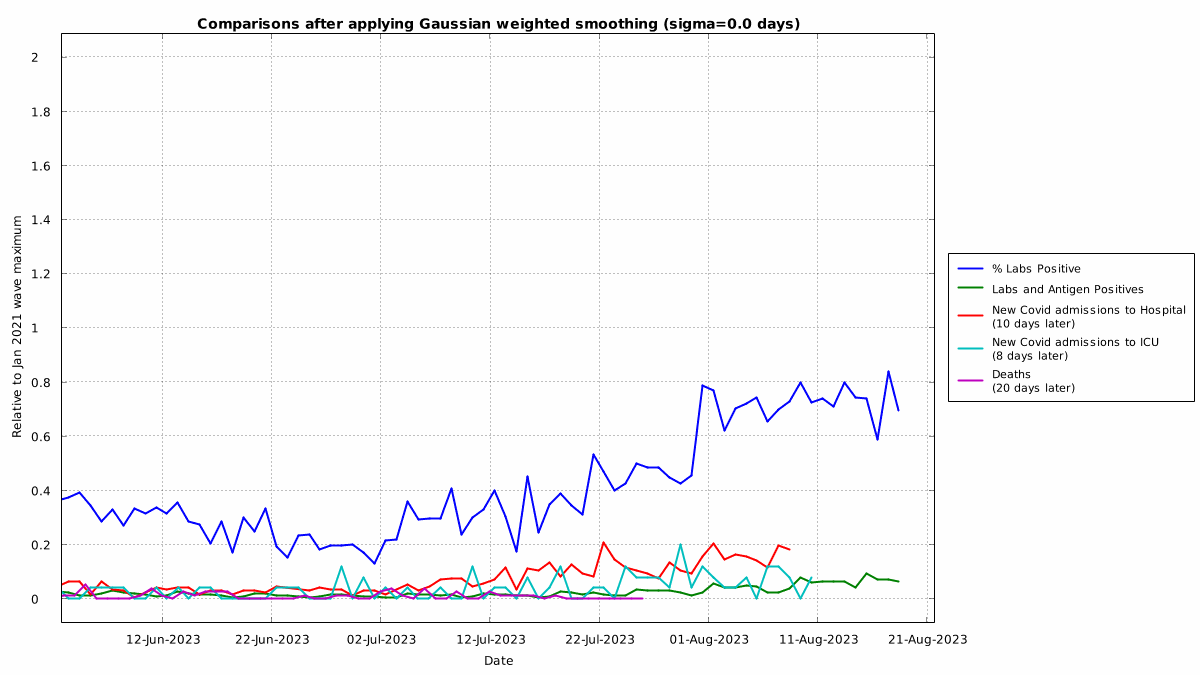 Comparisons after applying Gaussian weighted smoothing (sigma=0.0 days)
Relative to Jan 2021 wave maximum
2
1.8
1.6
1.4
1.2
1
0.8
0.6
0.4
0.2
0
12-Jun-2023
22-Jun-2023
02-Jul-2023
12-Jul-2023
22-Jul-2023
01-Aug-2023
11-Aug-2023
21-Aug-2023
Date
% Labs Positive
Labs and Antigen Positives
New Covid admissions to Hospital
(10 days later)
New Covid admissions to ICU
(8 days later)
Deaths
(20 days later)